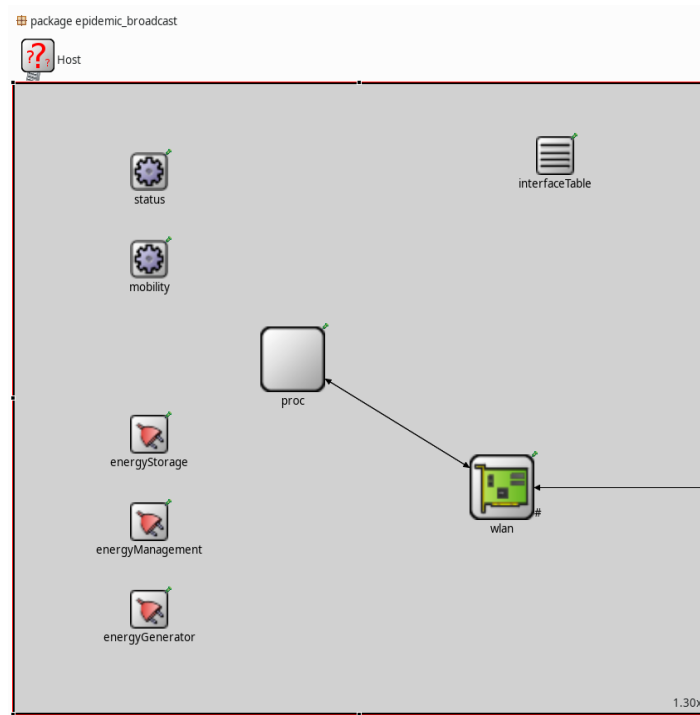 package epidemic_broadcast
??? Host
status
interfaceTable
mobility
proc
energyStorage
#
wlan
energyManagement
energyGenerator
1.30x